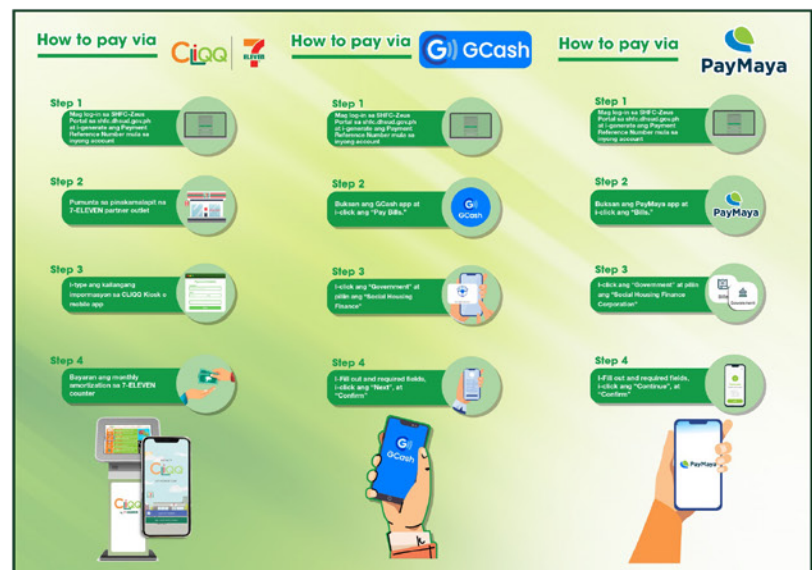 How to pay via
CLiQQ
7
ELEVEN
Step 1
Mag log-in sa SHFC-Zeus
Portal sa shfc.dhsud.gov.ph
at i-generate ang Payment
Reference Number mula sa
inyong account
Step 2
Pumunta sa pinakamalapit na
7-ELEVEN partner outlet
Step 3
I-type ang kailangang
impormasyon sa CLIQQ Kiosk o
mobile app
Step 4
Bayaran ang monthly
amortization sa 7-ELEVEN
counter
CLiQQ
CLiQQ
How to pay via
GCash
Step 1
Mag log-in sa SHFC-Zeus
Portal sa shfc.dhsud.gov.ph
at i-generate ang Payment
Reference Number mula sa
inyong account
Step 2
Buksan ang GCash app at
i-click ang "Pay Bills."
GCash
Step 3
I-click ang "Government" at
piliin ang "Social Housing
Finance"
Step 4
I-Fill out and required fields,
i-click ang "Next", at
"Confirm"
GCash
How to pay via
PayMaya
Step 1
Mag log-in sa SHFC-Zeus
Portal sa shfc.dhsud.gov.ph
at i-generate ang Payment
Reference Number mula sa
inyong account
Step 2
Buksan ang PayMaya app at
i-click ang "Bills."
PayMaya
Step 3
I-click ang "Government" at piliin
ang "Social Housing Finance
Corporation"
Bills
Government
Step 4
I-Fill out and required fields,
i-click ang "Continue", at
"Confirm"
PayMaya